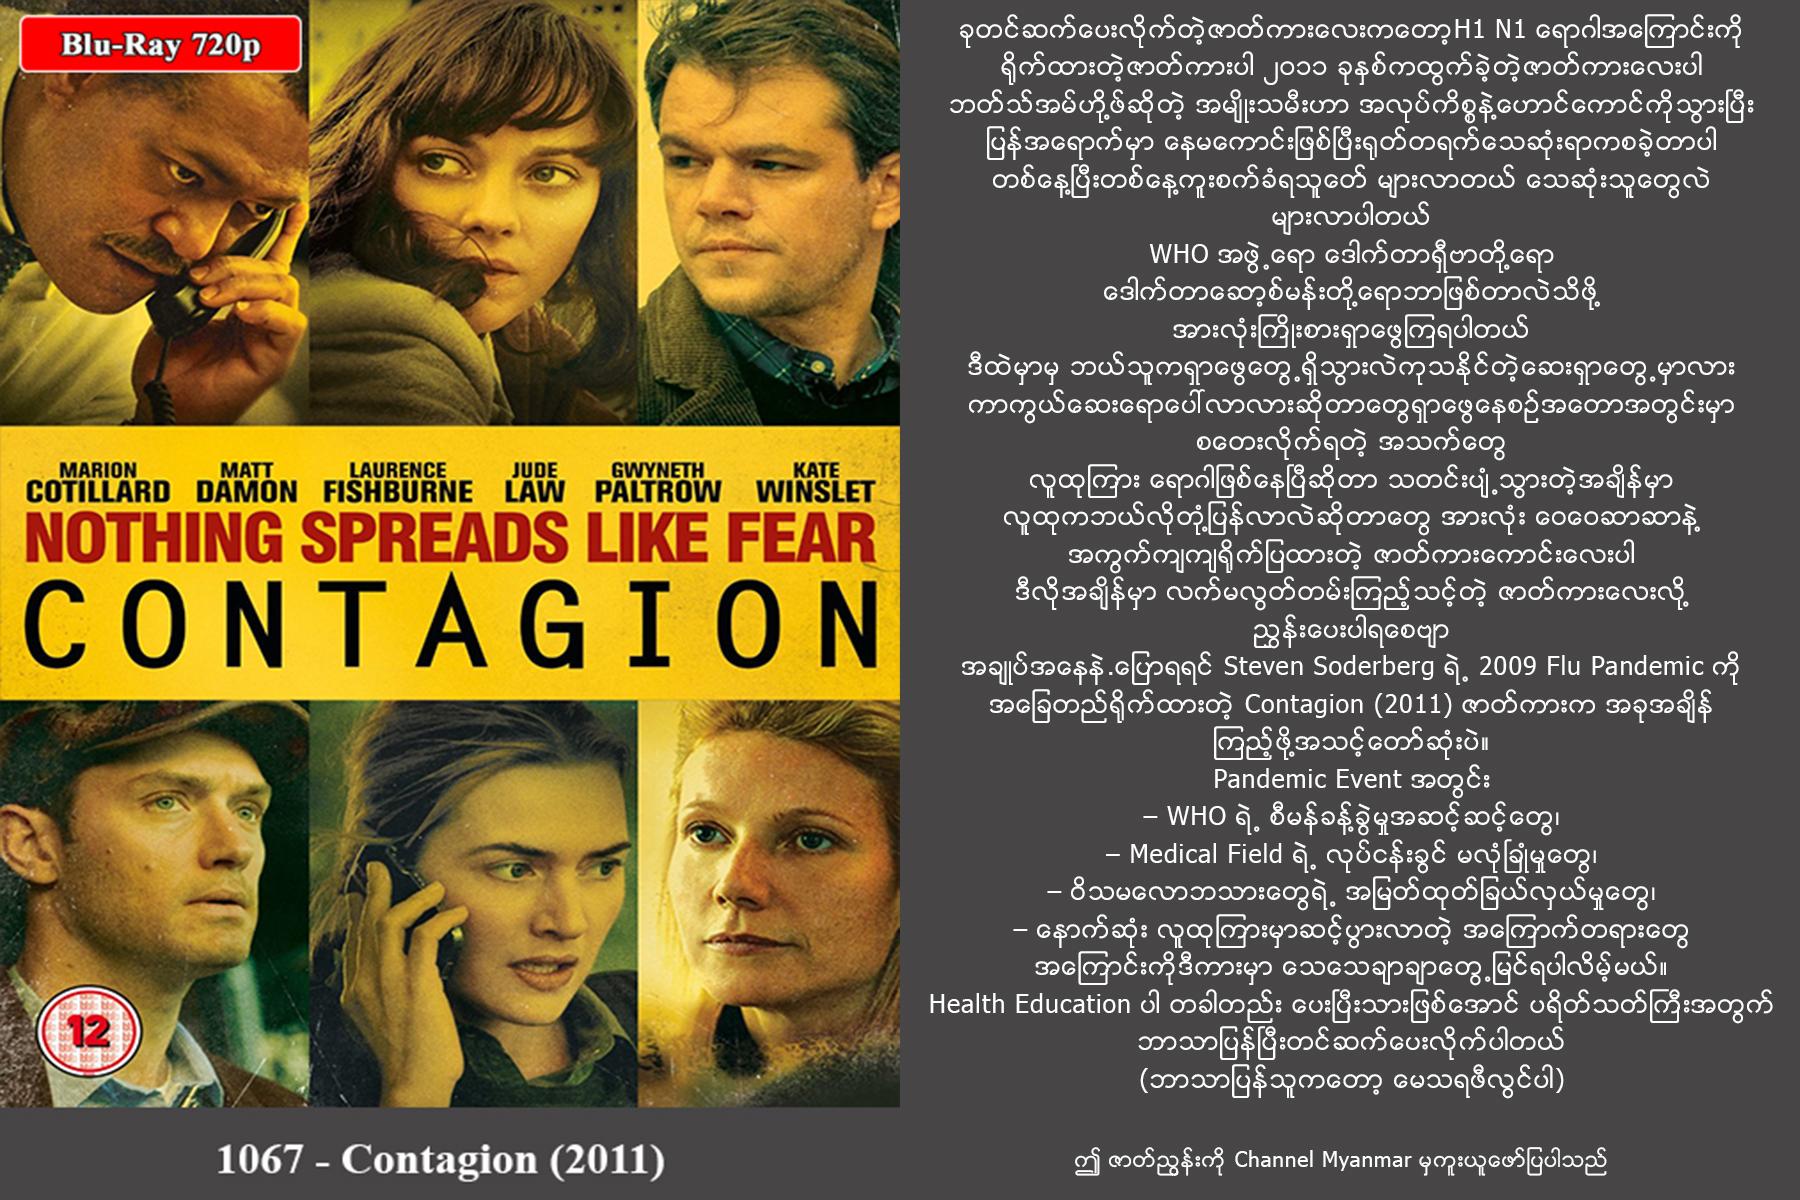 Blu-Ray 720p
MARION COTILLARD
MATT DAMON
LAURENCE FISHBURNE
JUDE LAW
GWYNETH PALTROW
KATE WINSLET
NOTHING SPREADS LIKE FEAR
CONTAGION
12
1067 - Contagion (2011)
ခုတင်ဆက်ပေးလိုက်တဲ့ဇာတ်ကားလေးကတော့H1 N1 ရောဂါအကြောင်းကို
ရိုက်ထားတဲ့ဇာတ်ကားပါ ၂၀၁၁ ခုနှစ်ကထွက်ခဲ့တဲ့ဇာတ်ကားလေးပါ
ဘတ်သ်အမ်ဟို့ဖ်ဆိုတဲ့ အမျိုးသမီးဟာ အလုပ်ကိစ္စနဲ့ဟောင်ကောင်ကိုသွားပြီး
ပြန်အရောက်မှာ နေမကောင်းဖြစ်ပြီးရုတ်တရက်သေဆုံးရာကစခဲ့တာပါ
တစ်နေ့ပြီးတစ်နေ့ကူးစက်ခံရသူတေ် များလာတယ် သေဆုံးသူတွေလဲ
များလာပါတယ်
WHO အဖွဲ့ရော ဒေါက်တာရှီဗာတို့ရော
ဒေါက်တာဆော့စ်မန်းတို့ရောဘာဖြစ်တာလဲသိဖို့
အားလုံးကြိုးစားရှာဖွေကြရပါတယ်
ဒီထဲမှာမှ ဘယ်သူကရှာဖွေတွေ့ရှိသွားလဲကုသနိုင်တဲ့ဆေးရှာတွေ့မှာလား
ကာကွယ်ဆေးရောပေါ်လာလားဆိုတာတွေရှာဖွေနေစဉ်အတောအတွင်းမှာ
စတေးလိုက်ရတဲ့ အသက်တွေ
လူထုကြား ရောဂါဖြစ်နေပြီဆိုတာ သတင်းပျံ့သွားတဲ့အချိန်မှာ
လူထုကဘယ်လိုတုံ့ပြန်လာလဲဆိုတာတွေ အားလုံး ဝေဝေဆာဆာနဲ့
အကွက်ကျကျရိုက်ပြထားတဲ့ ဇာတ်ကားကောင်းလေးပါ
ဒီလိုအချိန်မှာ လက်မလွတ်တမ်းကြည့်သင့်တဲ့ ဇာတ်ကားလေးလို့
ညွှန်းပေးပါရစေဗျာ
အချုပ်အနေနဲ.ပြောရရင် Steven Soderberg ရဲ့ 2009 Flu Pandemic ကို
အခြေတည်ရိုက်ထားတဲ့ Contagion (2011) ဇာတ်ကားက အခုအချိန်
ကြည့်ဖို့အသင့်တော်ဆုံးပဲ။
Pandemic Event အတွင်း
– WHO ရဲ့ စီမန်ခန့်ခွဲမှုအဆင့်ဆင့်တွေ၊
– Medical Field ရဲ့ လုပ်ငန်းခွင် မလုံခြုံမှုတွေ၊
– ဝိသမလောဘသားတွေရဲ့ အမြတ်ထုတ်ခြယ်လှယ်မှုတွေ၊
– နောက်ဆုံး လူထုကြားမှာဆင့်ပွားလာတဲ့ အကြောက်တရားတွေ
အကြောင်းကိုဒီကားမှာ သေသေချာချာတွေ့မြင်ရပါလိမ့်မယ်။
Health Education ပါ တခါတည်း ပေးပြီးသားဖြစ်အောင် ပရိတ်သတ်ကြီးအတွက်
ဘာသာပြန်ပြီးတင်ဆက်ပေးလိုက်ပါတယ်
(ဘာသာပြန်သူကတော့ မေသရဖီလွင်ပါ)
ဤ ဇာတ်ညွှန်းကို Channel Myanmar မှကူးယူဖော်ပြပါသည်